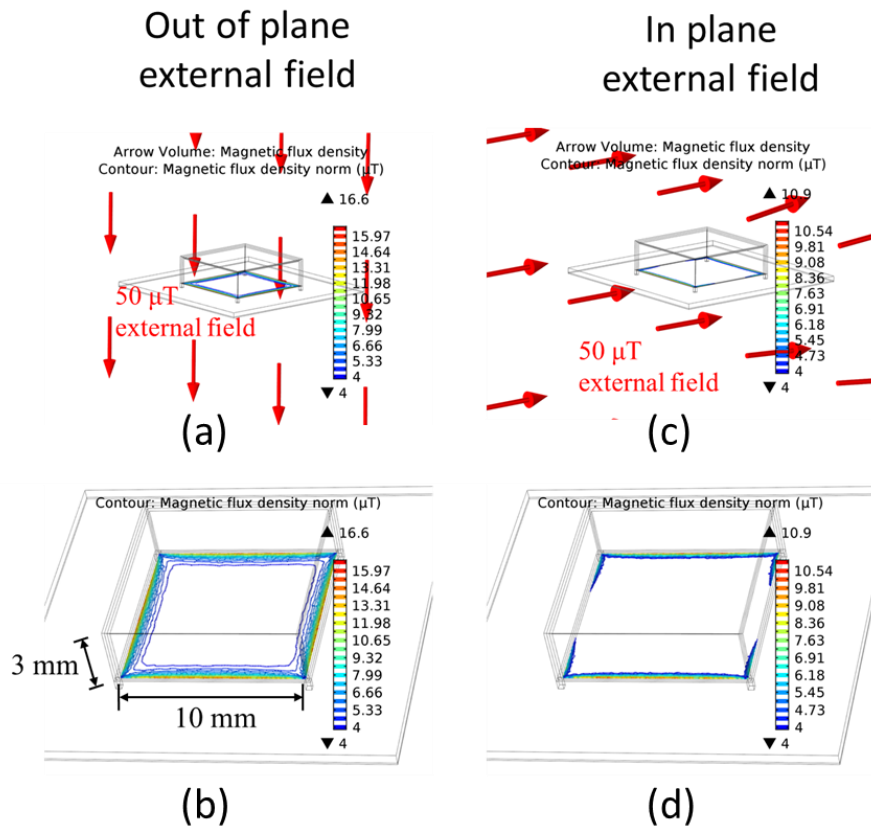 Out of plane
external field
In plane
external field
Arrow Volume: Magnetic flux density
Contour: Magnetic flux density norm (µT)
▲ 16.6
15.97
14.64
13.31
11.98
10.65
9.32
7.99
6.66
5.33
4
▼ 4
50 µT
external field
(a)
Arrow Volume: Magnetic flux density
Contour: Magnetic flux density norm (µT)
▲ 10.9
10.54
9.81
9.08
8.36
7.63
6.91
6.18
5.45
4.73
4
▼ 4
50 µT
external field
(c)
Contour: Magnetic flux density norm (µT)
▲ 16.6
15.97
14.64
13.31
11.98
10.65
9.32
7.99
6.66
5.33
4
▼ 4
3 mm
10 mm
(b)
Contour: Magnetic flux density norm (µT)
▲ 10.9
10.54
9.81
9.08
8.36
7.63
6.91
6.18
5.45
4.73
4
▼ 4
(d)